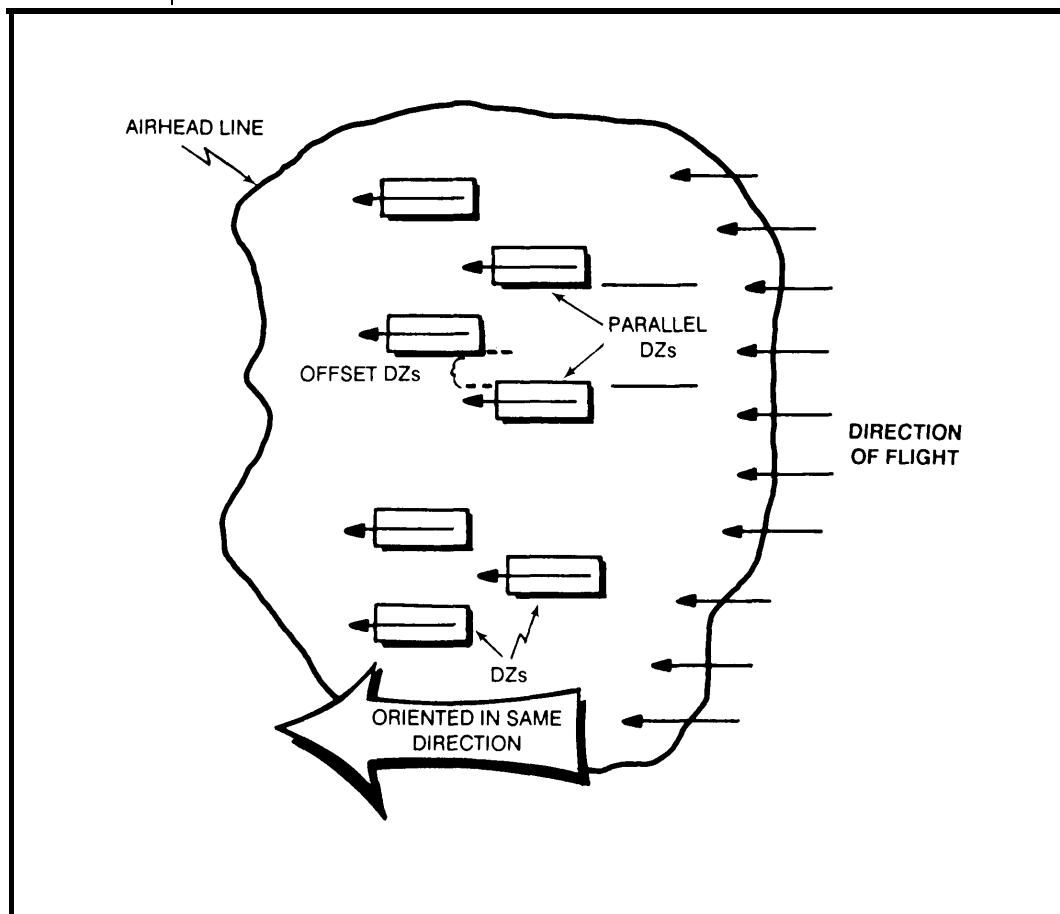 AIRHEAD LINE
PARALLEL
DZs
OFFSET DZs
DIRECTION
OF FLIGHT
DZs
ORIENTED IN SAME
DIRECTION